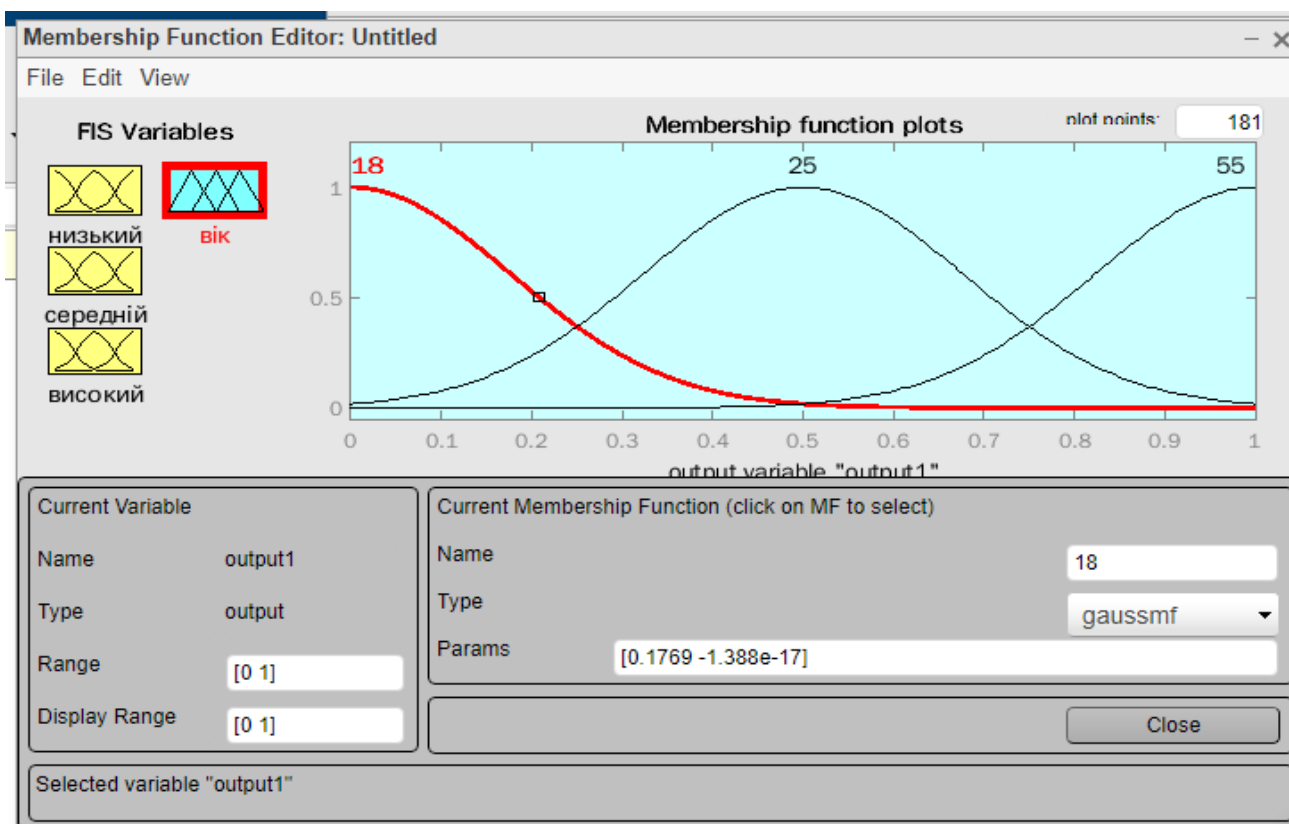 Membership Function Editor: Untitled
File Edit View
FIS Variables
низький
вік
середній
високий
Membership function plots
plot points:
181
18
25
55
1
0.5
0
0 0.1 0.2 0.3 0.4 0.5 0.6 0.7 0.8 0.9 1
output variable "output1"
Current Variable
Name output1
Type output
Range [0 1]
Display Range [0 1]
Current Membership Function (click on MF to select)
Name 18
Type gaussmf
Params [0.1769 -1.388e-17]
Close
Selected variable "output1"